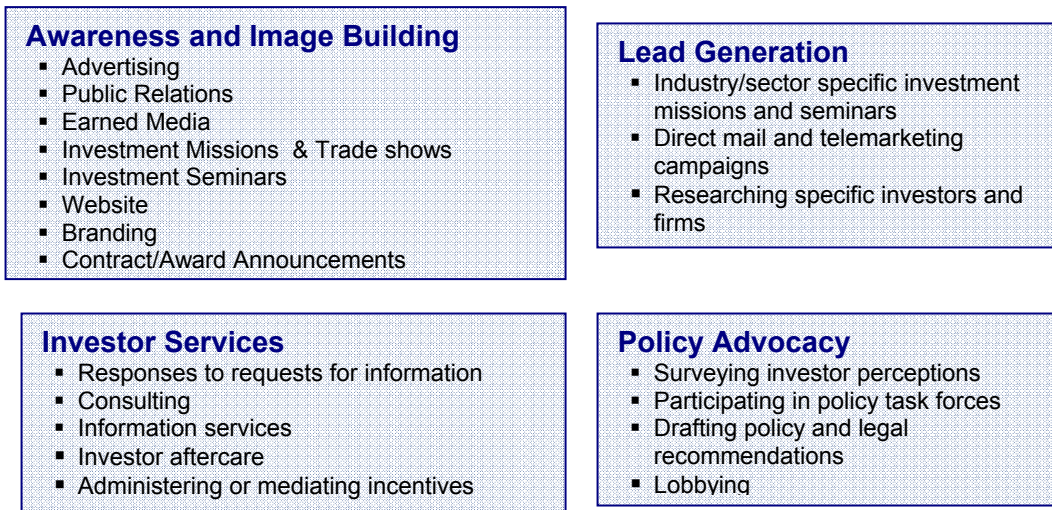 Awareness and Image Building
▪ Advertising
▪ Public Relations
▪ Earned Media
▪ Investment Missions & Trade shows
▪ Investment Seminars
▪ Website
▪ Branding
▪ Contract/Award Announcements
Lead Generation
▪ Industry/sector specific investment
missions and seminars
▪ Direct mail and telemarketing
campaigns
▪ Researching specific investors and
firms
Investor Services
▪ Responses to requests for information
▪ Consulting
▪ Information services
▪ Investor aftercare
▪ Administering or mediating incentives
Policy Advocacy
▪ Surveying investor perceptions
▪ Participating in policy task forces
▪ Drafting policy and legal
recommendations
▪ Lobbying